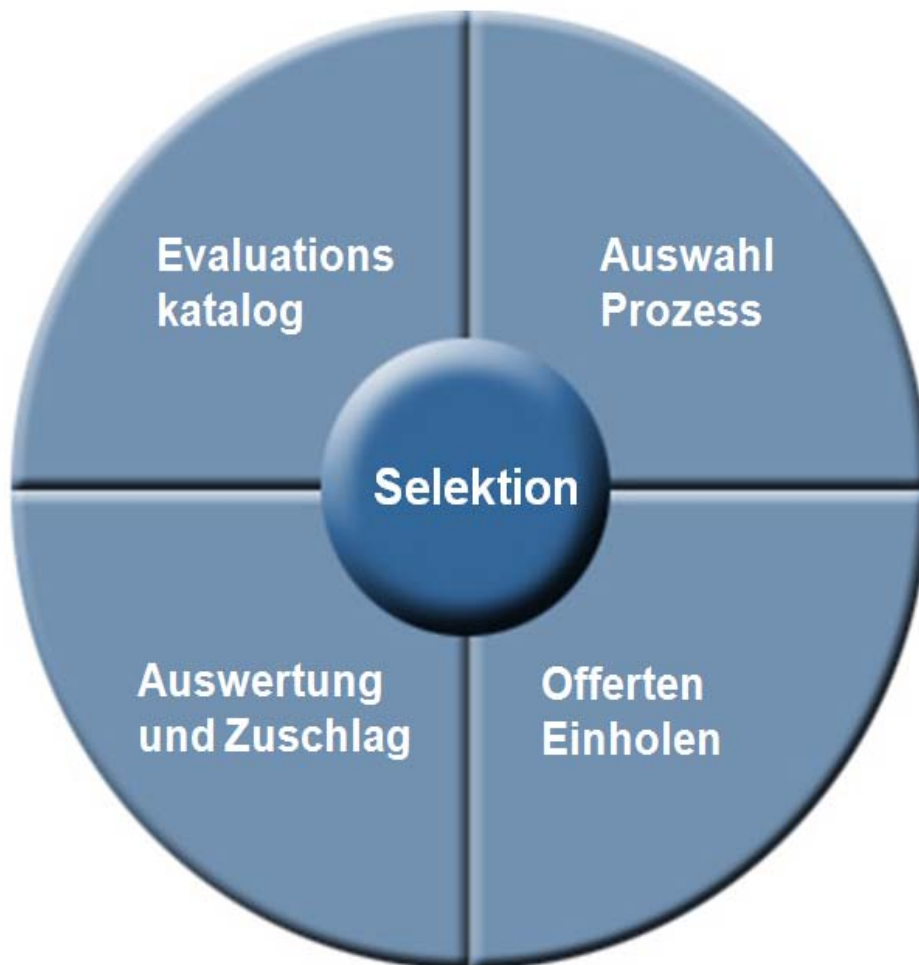 Evaluations
katalog
Auswahl
Prozess
Selektion
Auswertung
und Zuschlag
Offerten
Einholen